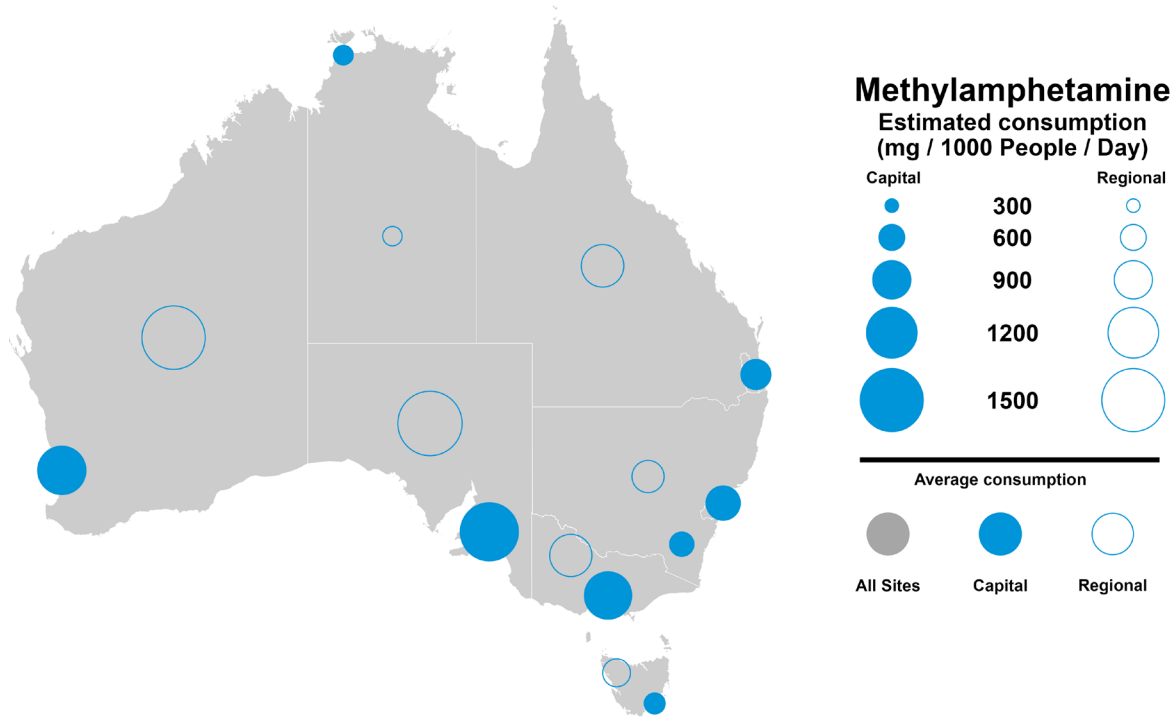 Methylamphetamine
Estimated consumption
(mg / 1000 People / Day)
Capital Regional
300
600
900
1200
1500
Average consumption
All Sites Capital Regional